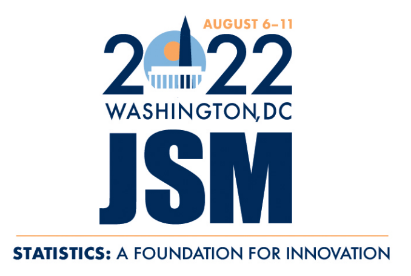 AUGUST 6–11
2022
WASHINGTON, DC
JSM
STATISTICS: A FOUNDATION FOR INNOVATION